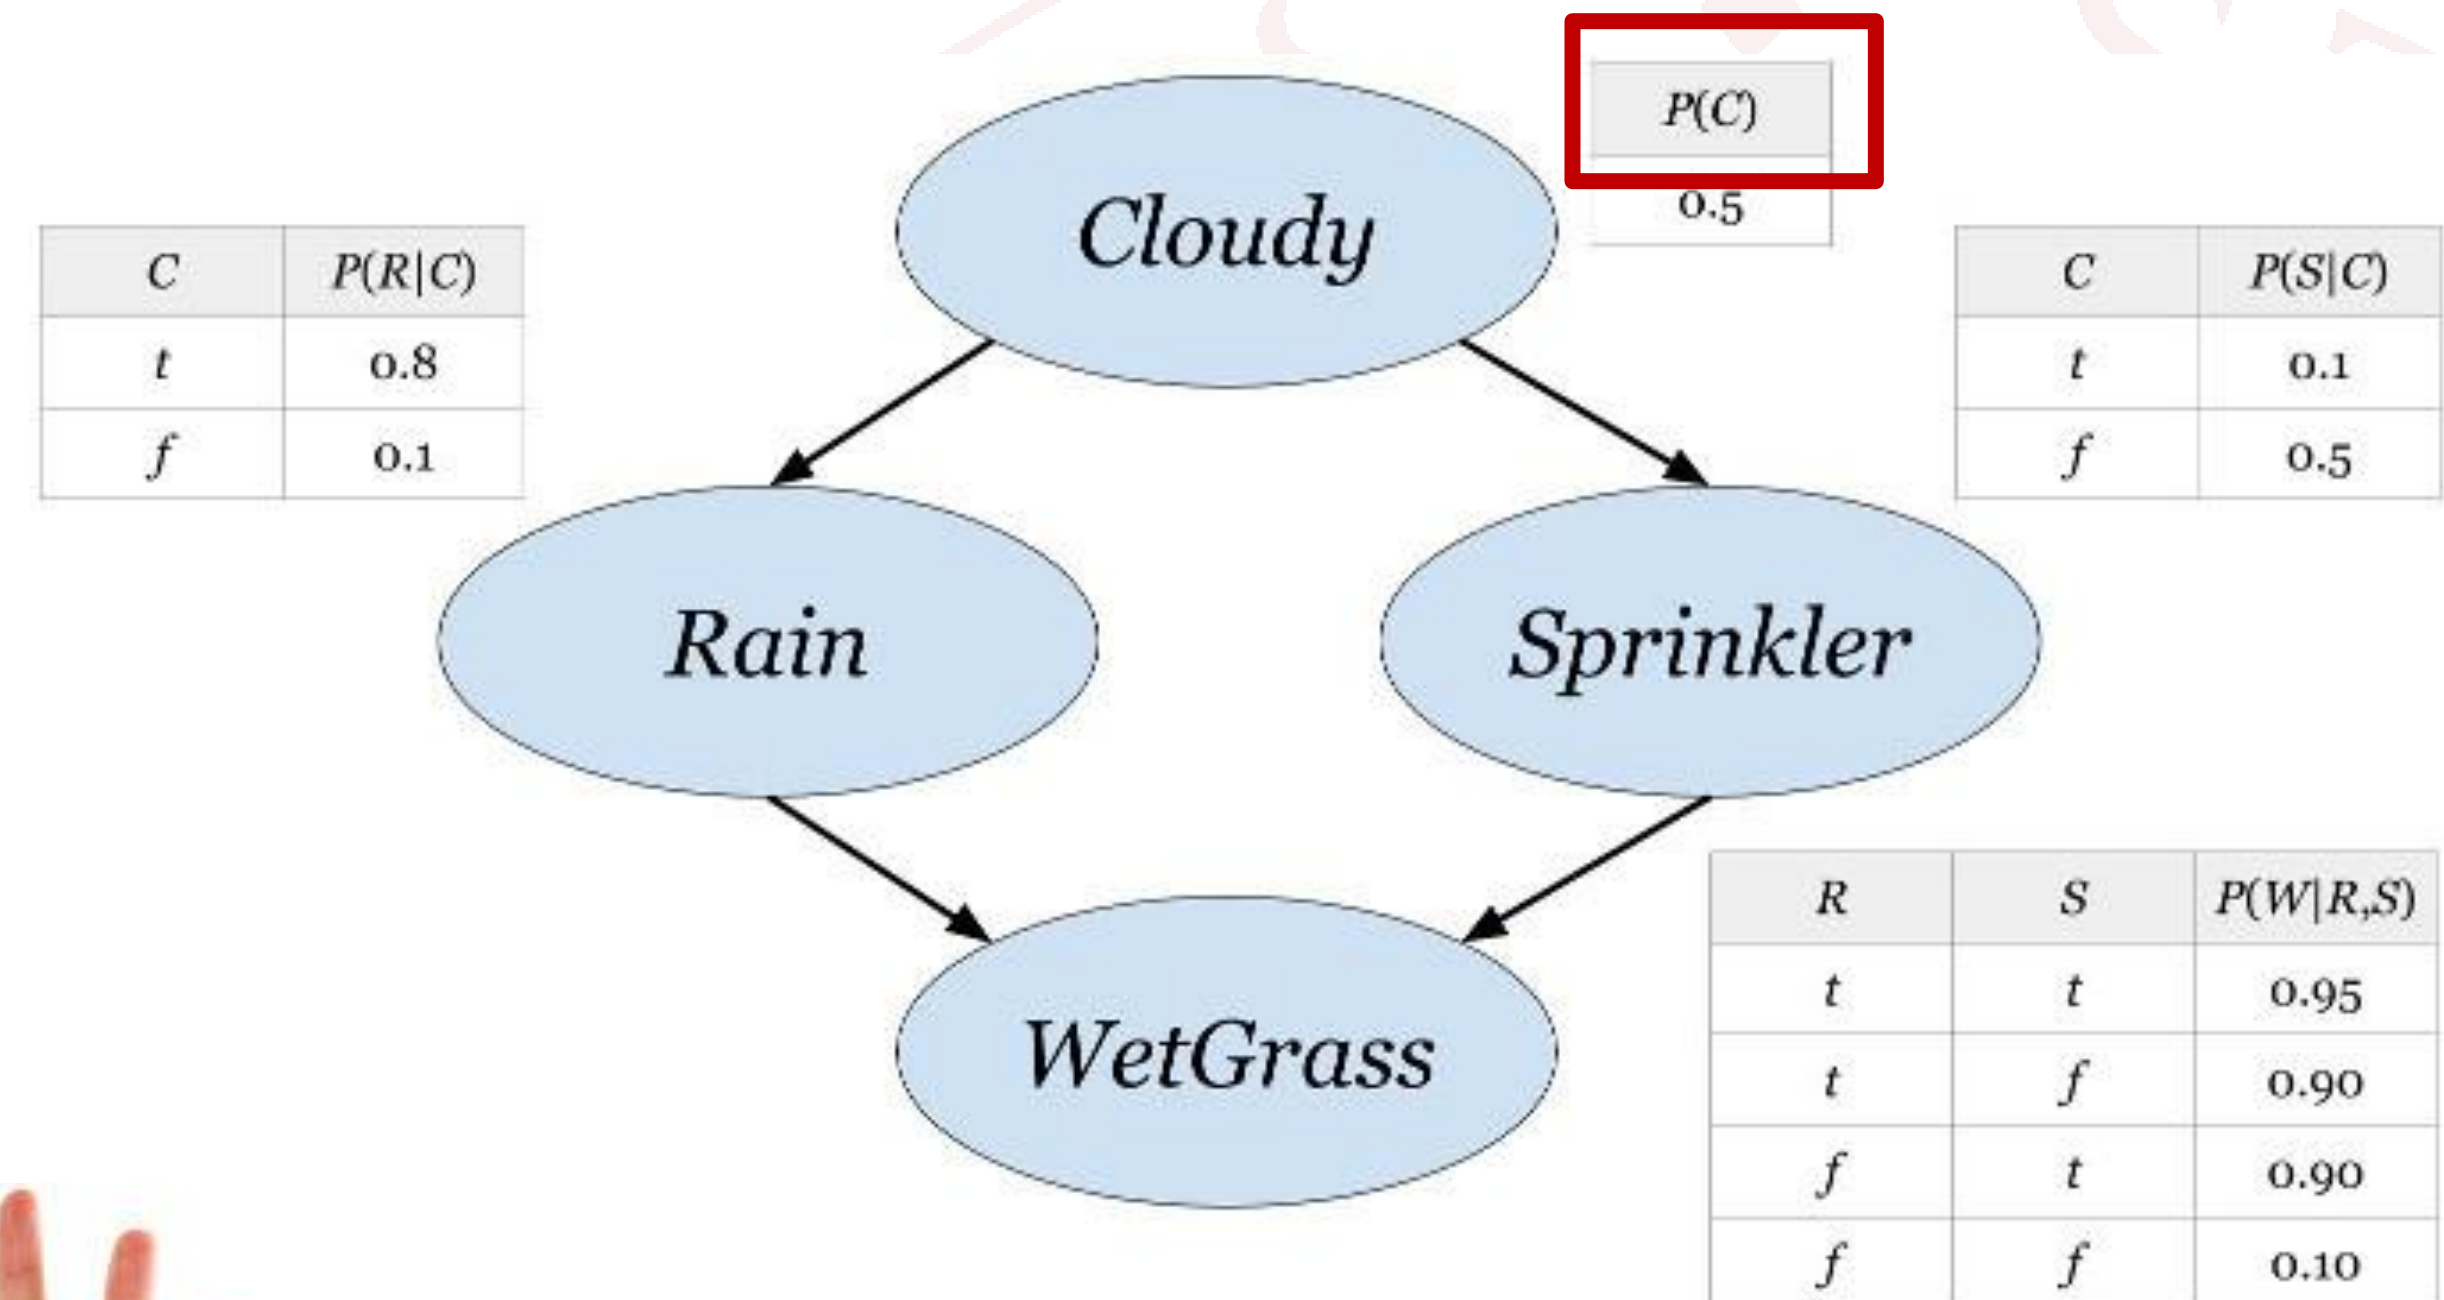 P(C)
0.5
Cloudy
C P(R|C)
t 0.8
f 0.1
C P(S|C)
t 0.1
f 0.5
Rain
Sprinkler
WetGrass
R S P(W|R,S)
t t 0.95
t f 0.90
f t 0.90
f f 0.10